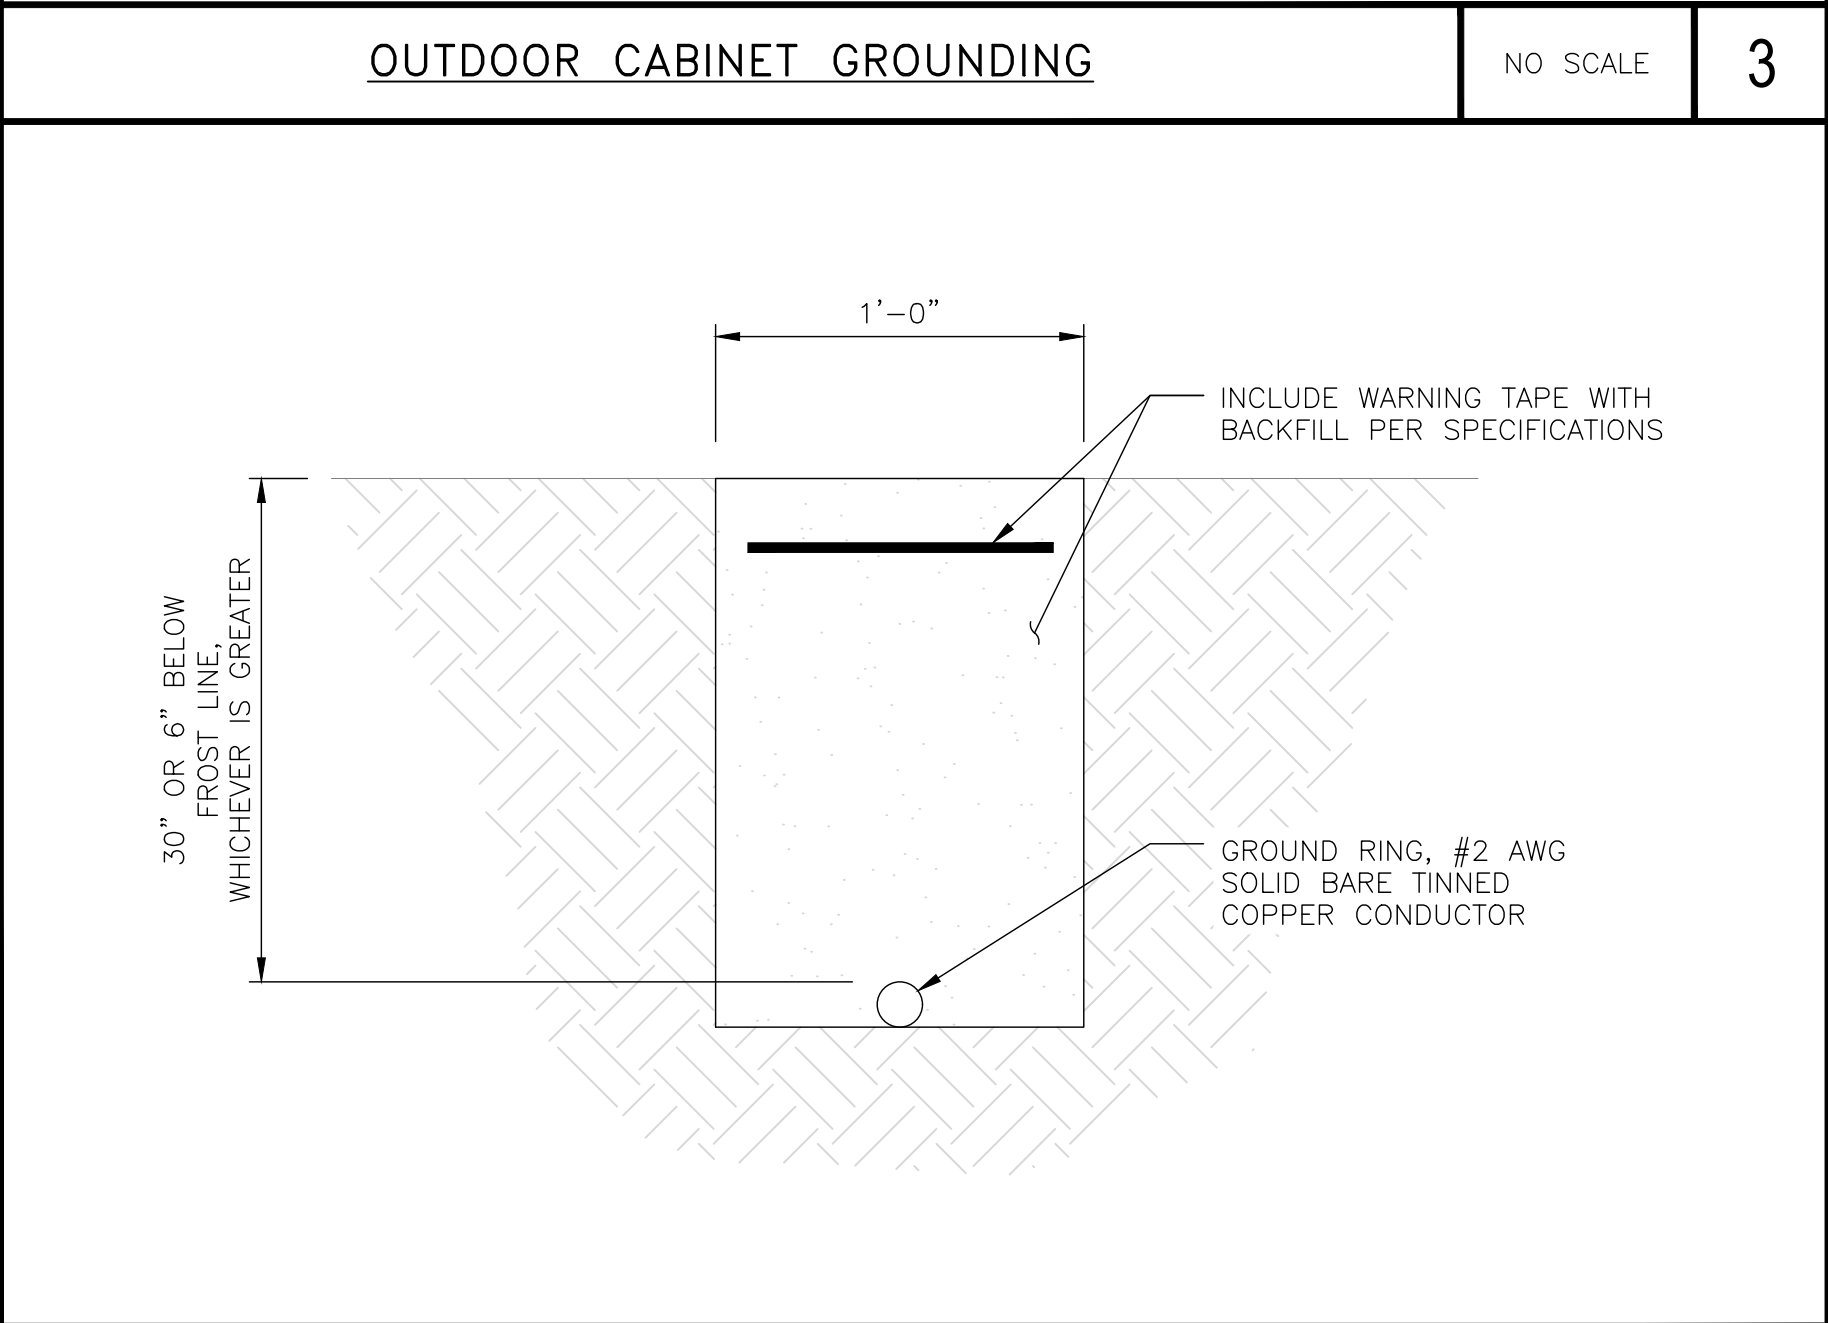 OUTDOOR CABINET GROUNDING
NO SCALE
3
1'-0"
INCLUDE WARNING TAPE WITH
BACKFILL PER SPECIFICATIONS
30" OR 6" BELOW
FROST LINE,
WHICHEVER IS GREATER
GROUND RING, #2 AWG
SOLID BARE TINNED
COPPER CONDUCTOR